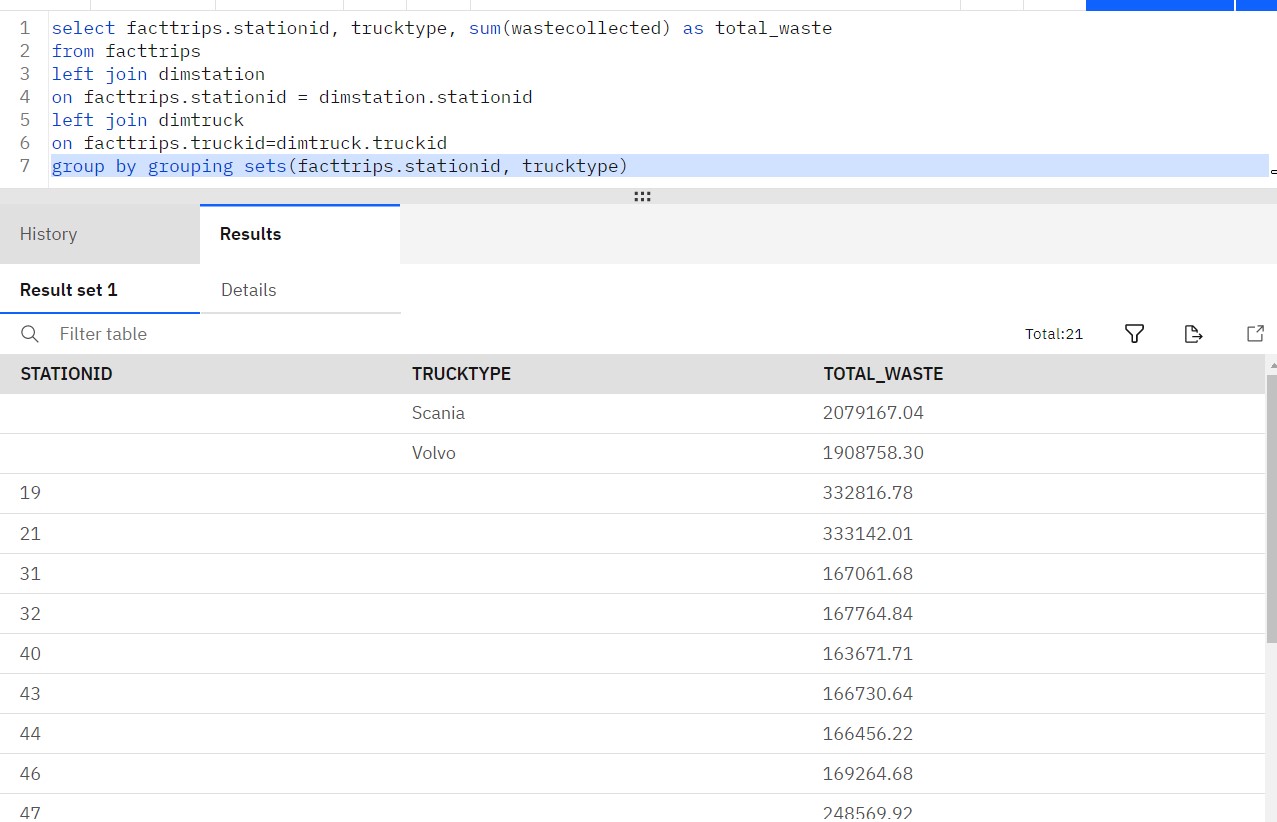 1 select facttrips.stationid, trucktype, sum(wastecollected) as total_waste
2 from facttrips
3 left join dimstation
4 on facttrips.stationid = dimstation.stationid
5 left join dimtruck
6 on facttrips.truckid=dimtruck.truckid
7 group by grouping sets(facttrips.stationid, trucktype)
History Results
Result set 1 Details
Filter table Total:21
STATIONID TRUCKTYPE TOTAL_WASTE
Scania 2079167.04
Volvo 1908758.30
19 332816.78
21 333142.01
31 167061.68
32 167764.84
40 163671.71
43 166730.64
44 166456.22
46 169264.68
47 248569.92